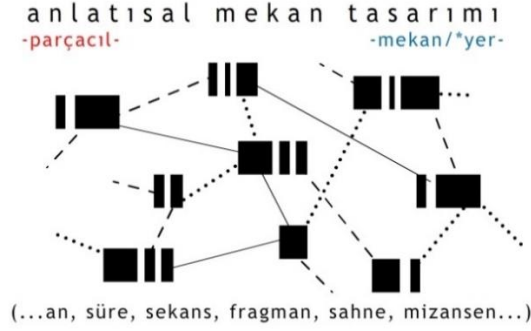 anlatısal mekan tasarımı
-parçacıl-
-mekan/*yer-
(...an, süre, sekans, fragman, sahne, mizansen...)